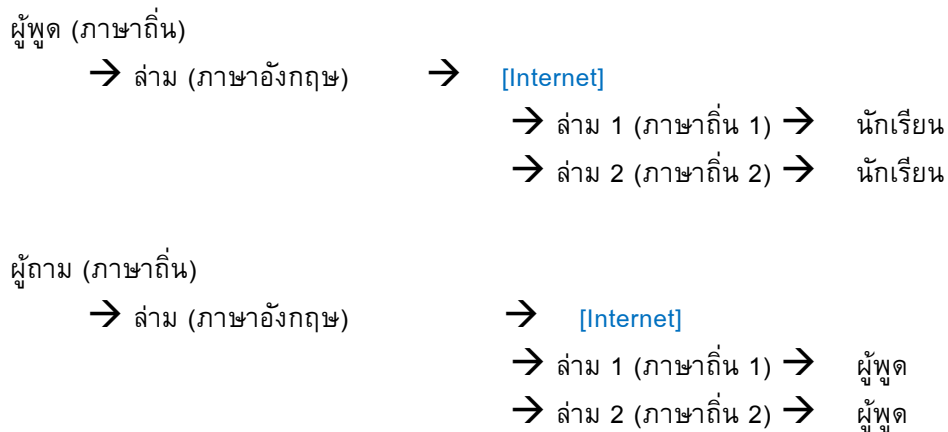 ผู้พูด (ภาษาถิ่น)
→ ล่าม (ภาษาอังกฤษ) → [Internet]
→ ล่าม 1 (ภาษาถิ่น 1) → นักเรียน
→ ล่าม 2 (ภาษาถิ่น 2) → นักเรียน
ผู้ถาม (ภาษาถิ่น)
→ ล่าม (ภาษาอังกฤษ) → [Internet]
→ ล่าม 1 (ภาษาถิ่น 1) → ผู้พูด
→ ล่าม 2 (ภาษาถิ่น 2) → ผู้พูด